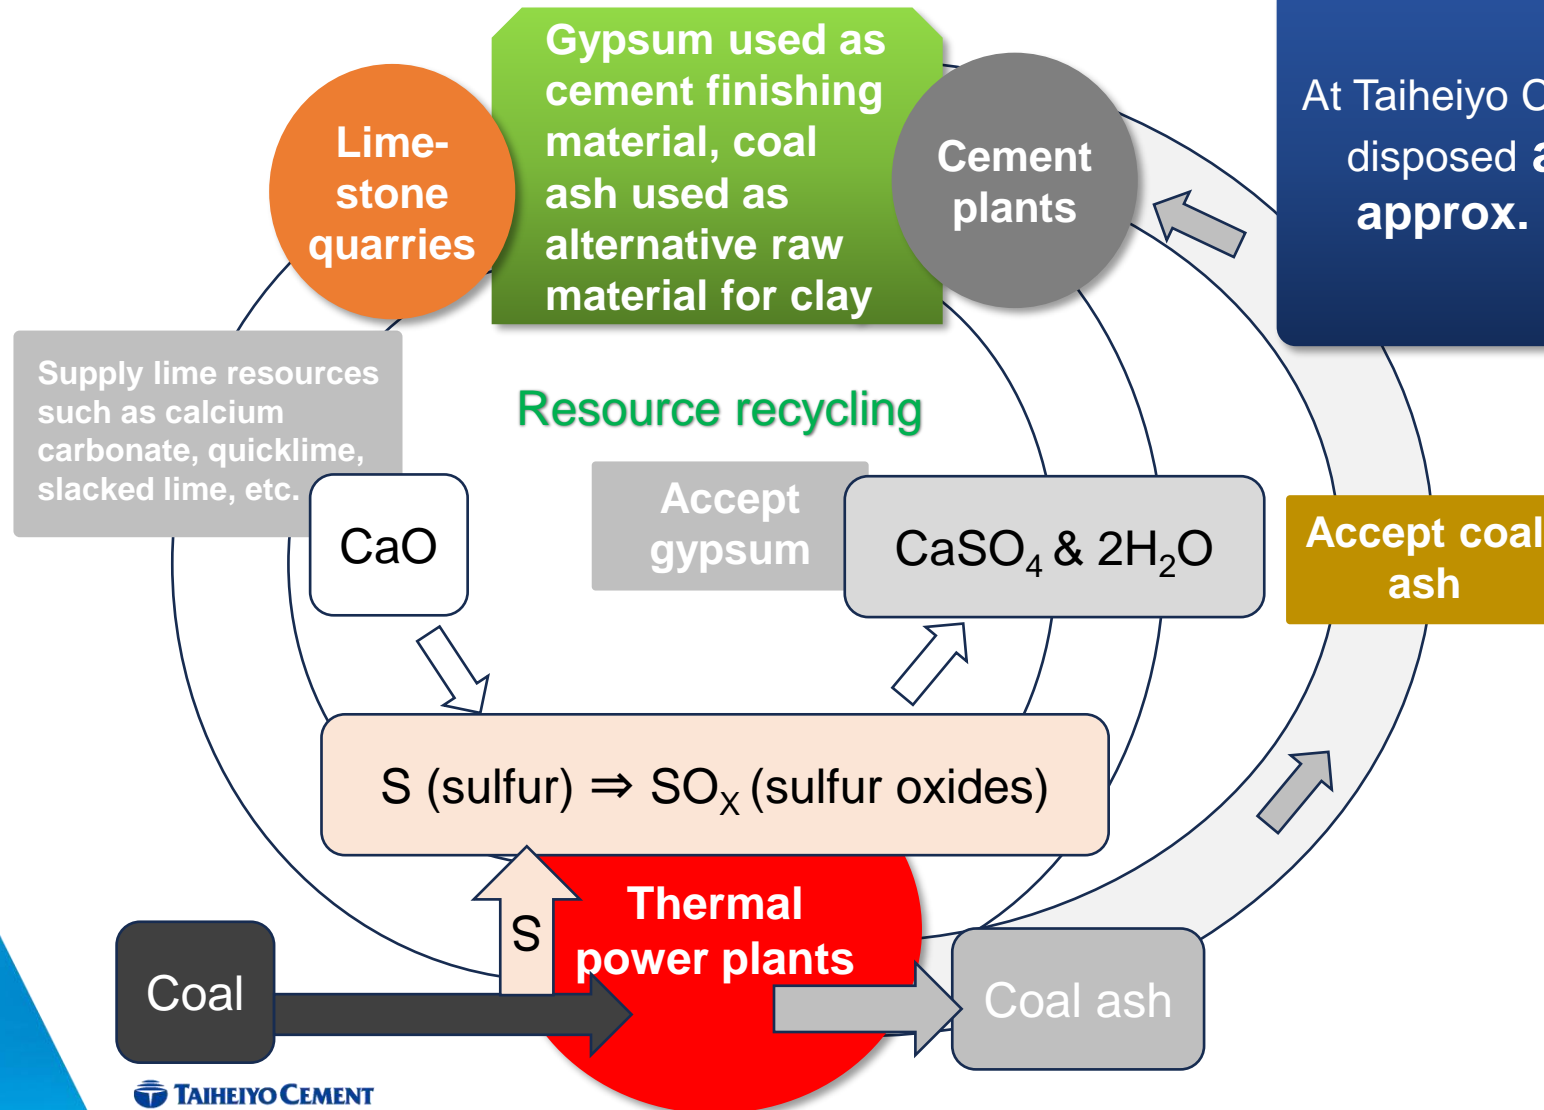 Gypsum used as
cement finishing
material, coal
ash used as
alternative raw
material for clay
Lime-
stone
quarries
Cement
plants
At Taiheiyo C
disposed a
approx.
Supply lime resources
such as calcium
carbonate, quicklime,
slacked lime, etc.
Resource recycling
CaO
Accept
gypsum
CaSO₄ & 2H₂O
Accept coal
ash
S (sulfur) ⇒ SOₓ (sulfur oxides)
S
Thermal
power plants
Coal
Coal ash
TAIHEIYO CEMENT